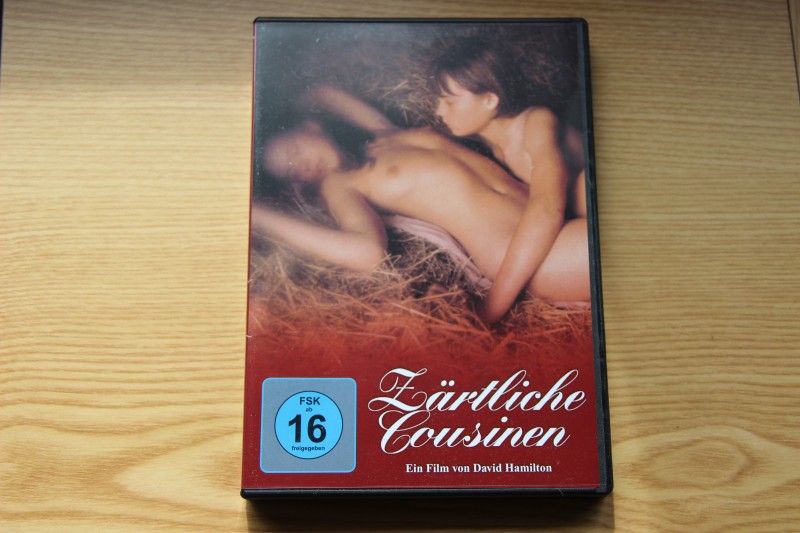 Zärtliche
Cousinen
Ein Film von David Hamilton
FSK
ab
16
freigegeben